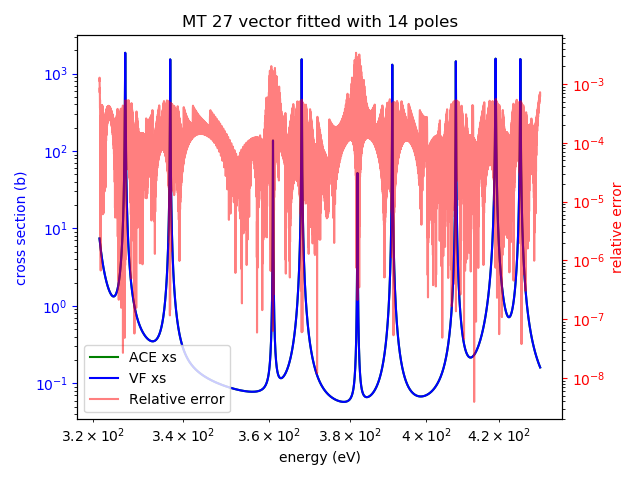 MT 27 vector fitted with 14 poles
cross section (b)
10³
10²
10¹
10⁰
10⁻¹
10⁻³
10⁻⁴
10⁻⁵
10⁻⁶
10⁻⁷
10⁻⁸
relative error
ACE xs
VF xs
Relative error
3.2 × 10² 3.4 × 10² 3.6 × 10² 3.8 × 10² 4 × 10² 4.2 × 10²
energy (eV)